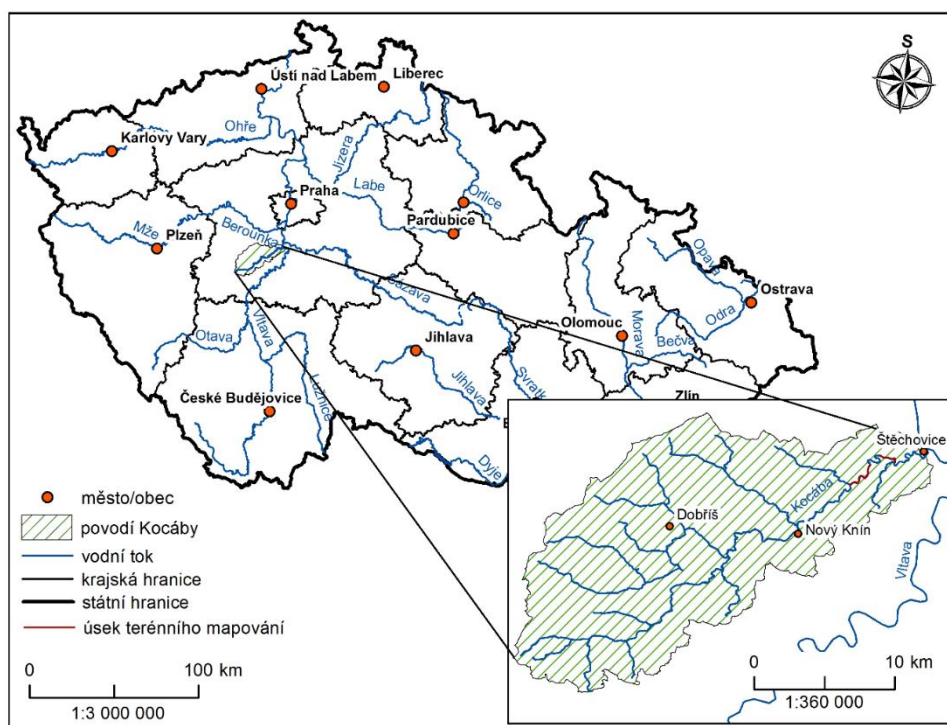 S
Ústí nad Labem
Liberec
Karlovy Vary
Ohře
Jizera
Praha
Labe
Orlice
Pardubice
Mže
Plzeň
Berounka
Sázava
Opava
Ostrava
Odra
Olomouc
Morava
Bečva
Otava
Vltava
Jihlava
Jihlava
Svratk
Zlín
České Budějovice
Lužnice
Dyje
B
Štěchovice
Kocába
Dobříš
Nový Knín
Vltava
město/obec
povodí Kocáby
vodní tok
krajská hranice
státní hranice
úsek terénního mapování
0 100 km
1:3 000 000
0 10 km
1:360 000